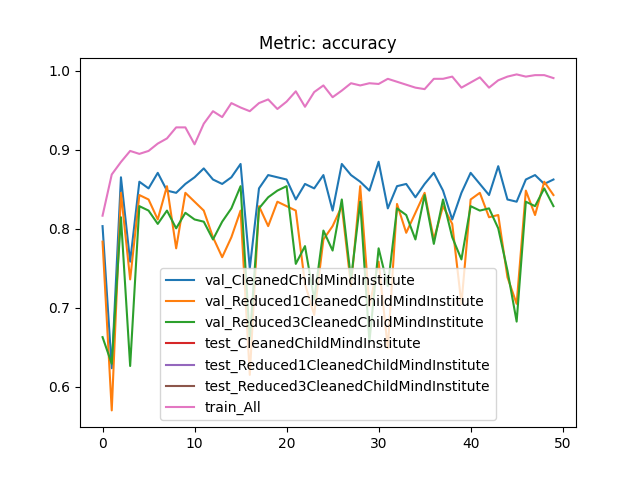 Metric: accuracy
1.0
0.9
0.8
0.7
0.6
val_CleanedChildMindInstitute
val_Reduced1CleanedChildMindInstitute
val_Reduced3CleanedChildMindInstitute
test_CleanedChildMindInstitute
test_Reduced1CleanedChildMindInstitute
test_Reduced3CleanedChildMindInstitute
train_All
0 10 20 30 40 50